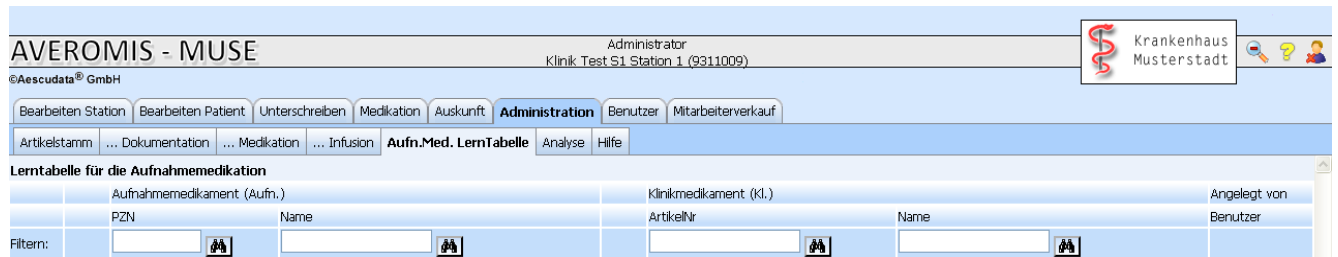 AVEROMIS - MUSE
Administrator
Klinik Test S1 Station 1 (9311009)
Krankenhaus
Musterstadt
©Aescudata® GmbH
Bearbeiten Station Bearbeiten Patient Unterschreiben Medikation Auskunft Administration Benutzer Mitarbeiterverkauf
Artikelstamm ... Dokumentation ... Medikation ... Infusion Aufn.Med. LernTabelle Analyse Hilfe
Lerntabelle für die Aufnahmemedikation
Aufnahmemedikament (Aufn.) Klinikmedikament (Kl.) Angelegt von
PZN Name ArtikelNr Name Benutzer
Filtern: